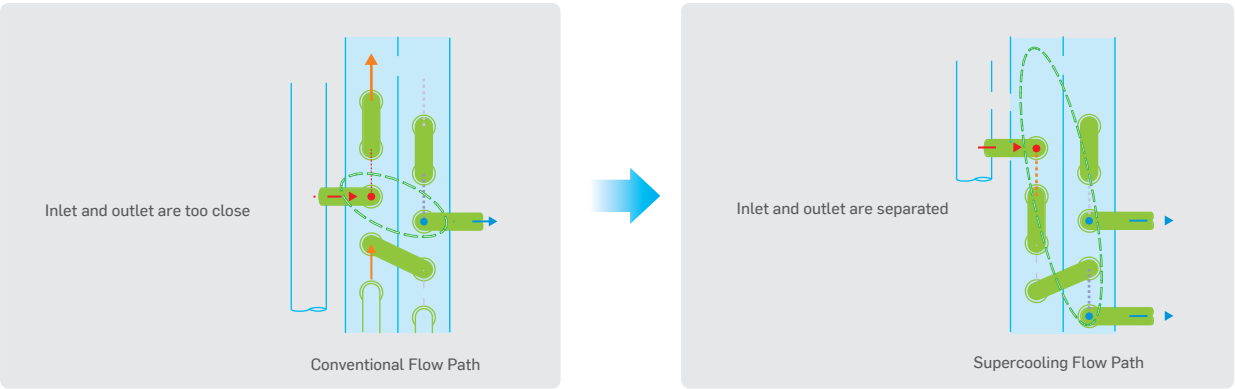 Inlet and outlet are too close
Conventional Flow Path
Inlet and outlet are separated
Supercooling Flow Path